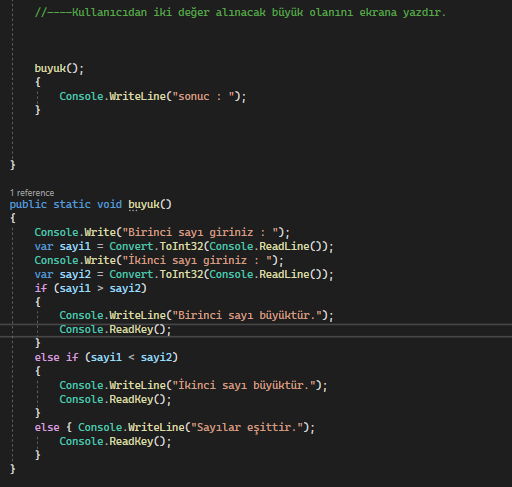 //----Kullanıcıdan iki değer alınacak büyük olanını ekrana yazdır.
buyuk();
{
Console.WriteLine("sonuc : ");
}
}
1 reference
public static void buyuk()
{
Console.Write("Birinci sayı giriniz : ");
var sayi1 = Convert.ToInt32(Console.ReadLine());
Console.Write("İkinci sayı giriniz : ");
var sayi2 = Convert.ToInt32(Console.ReadLine());
if (sayi1 > sayi2)
{
Console.WriteLine("Birinci sayı büyüktür.");
Console.ReadKey();
}
else if (sayi1 < sayi2)
{
Console.WriteLine("İkinci sayı büyüktür.");
Console.ReadKey();
}
else { Console.WriteLine("Sayılar eşittir.");
Console.ReadKey();
}
}